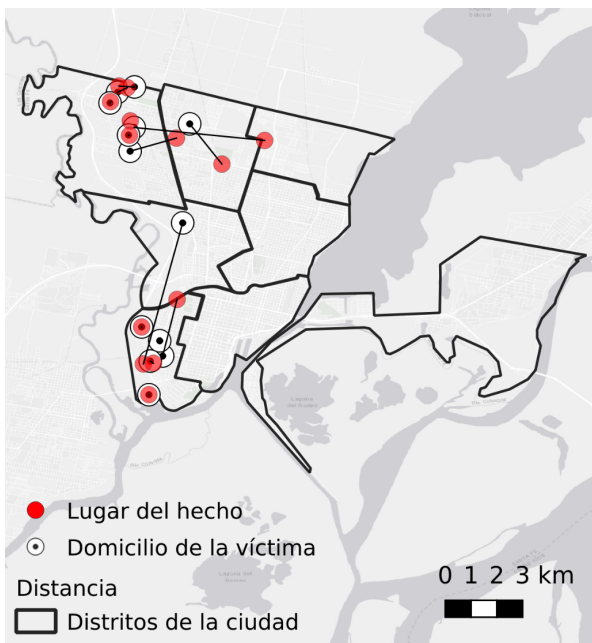 Lugar del hecho
Domicilio de la víctima
Distancia
Distritos de la ciudad
0 1 2 3 km